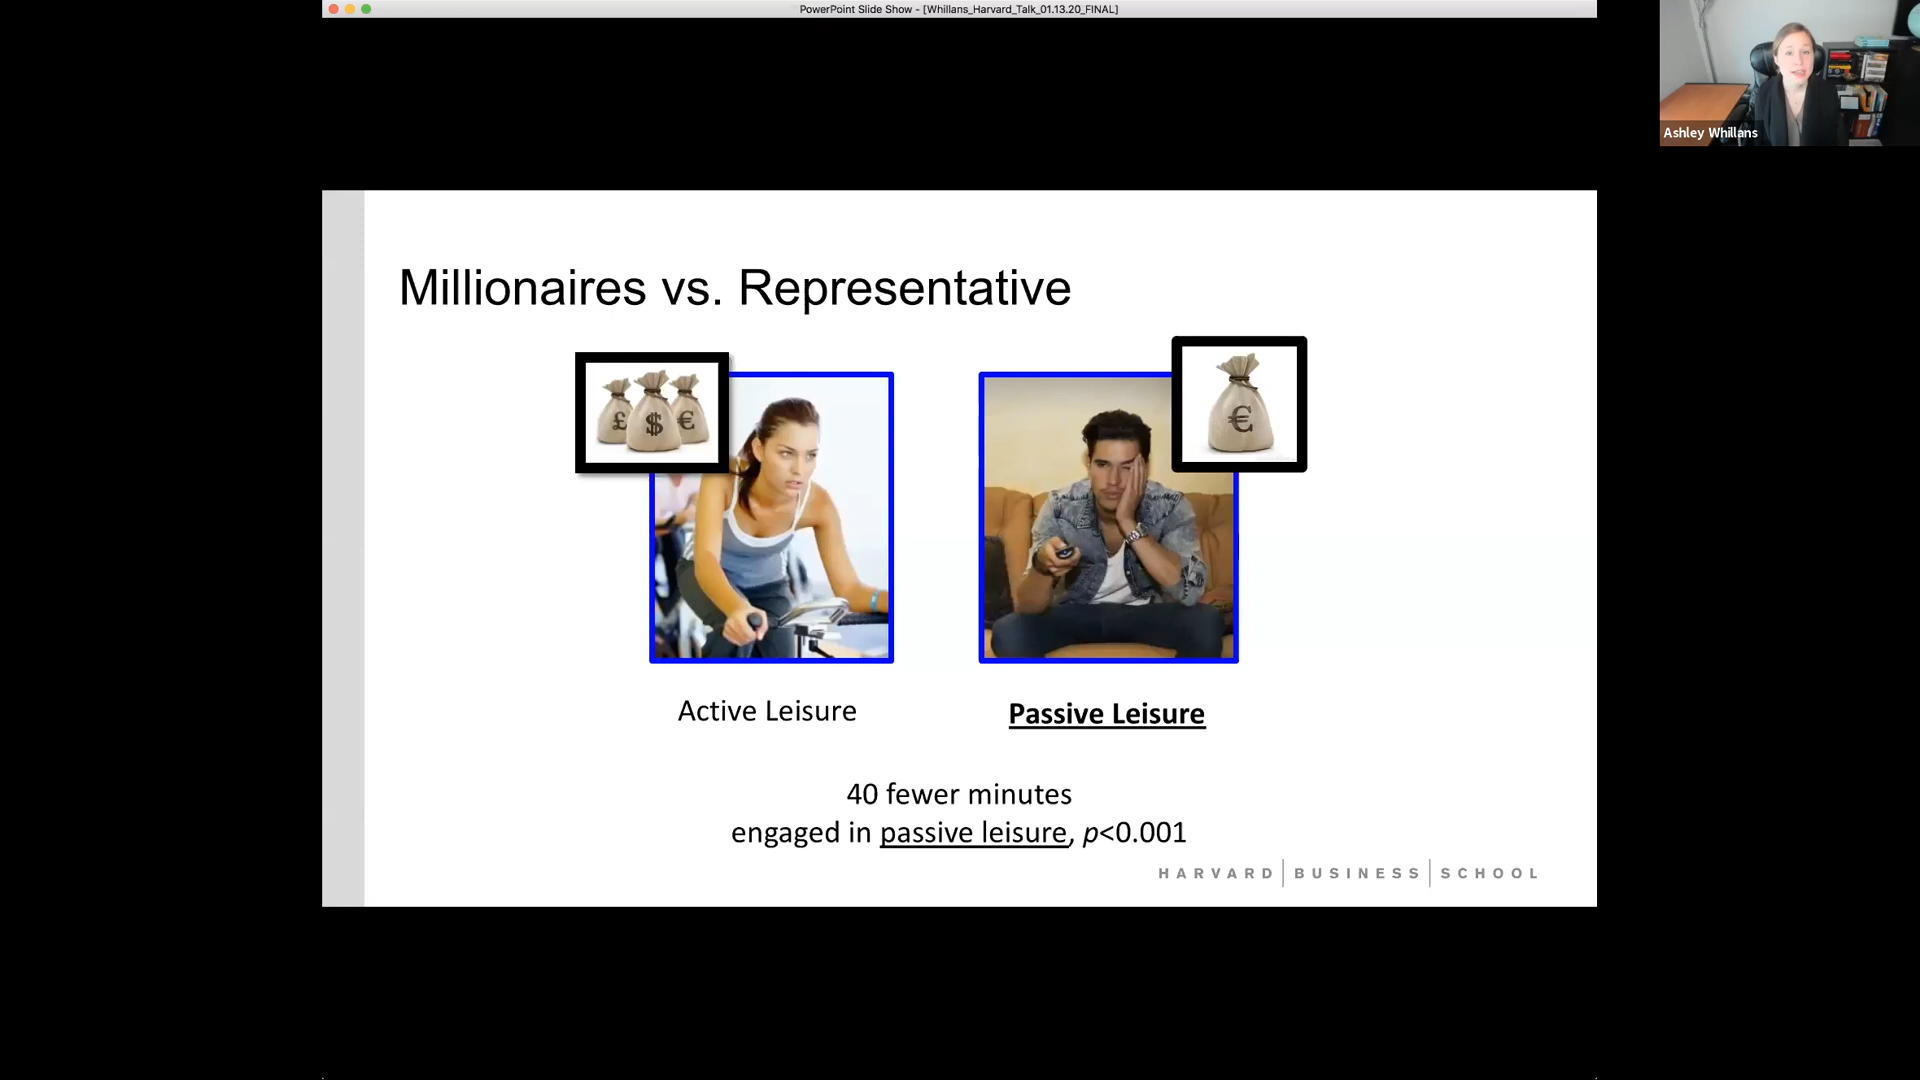 PowerPoint Slide Show - [Whillans_Harvard_Talk_01.13.20_FINAL]
Ashley Whillans
Millionaires vs. Representative
£ $ €
€
Active Leisure
Passive Leisure
40 fewer minutes
engaged in passive leisure, p<0.001
HARVARD | BUSINESS | SCHOOL